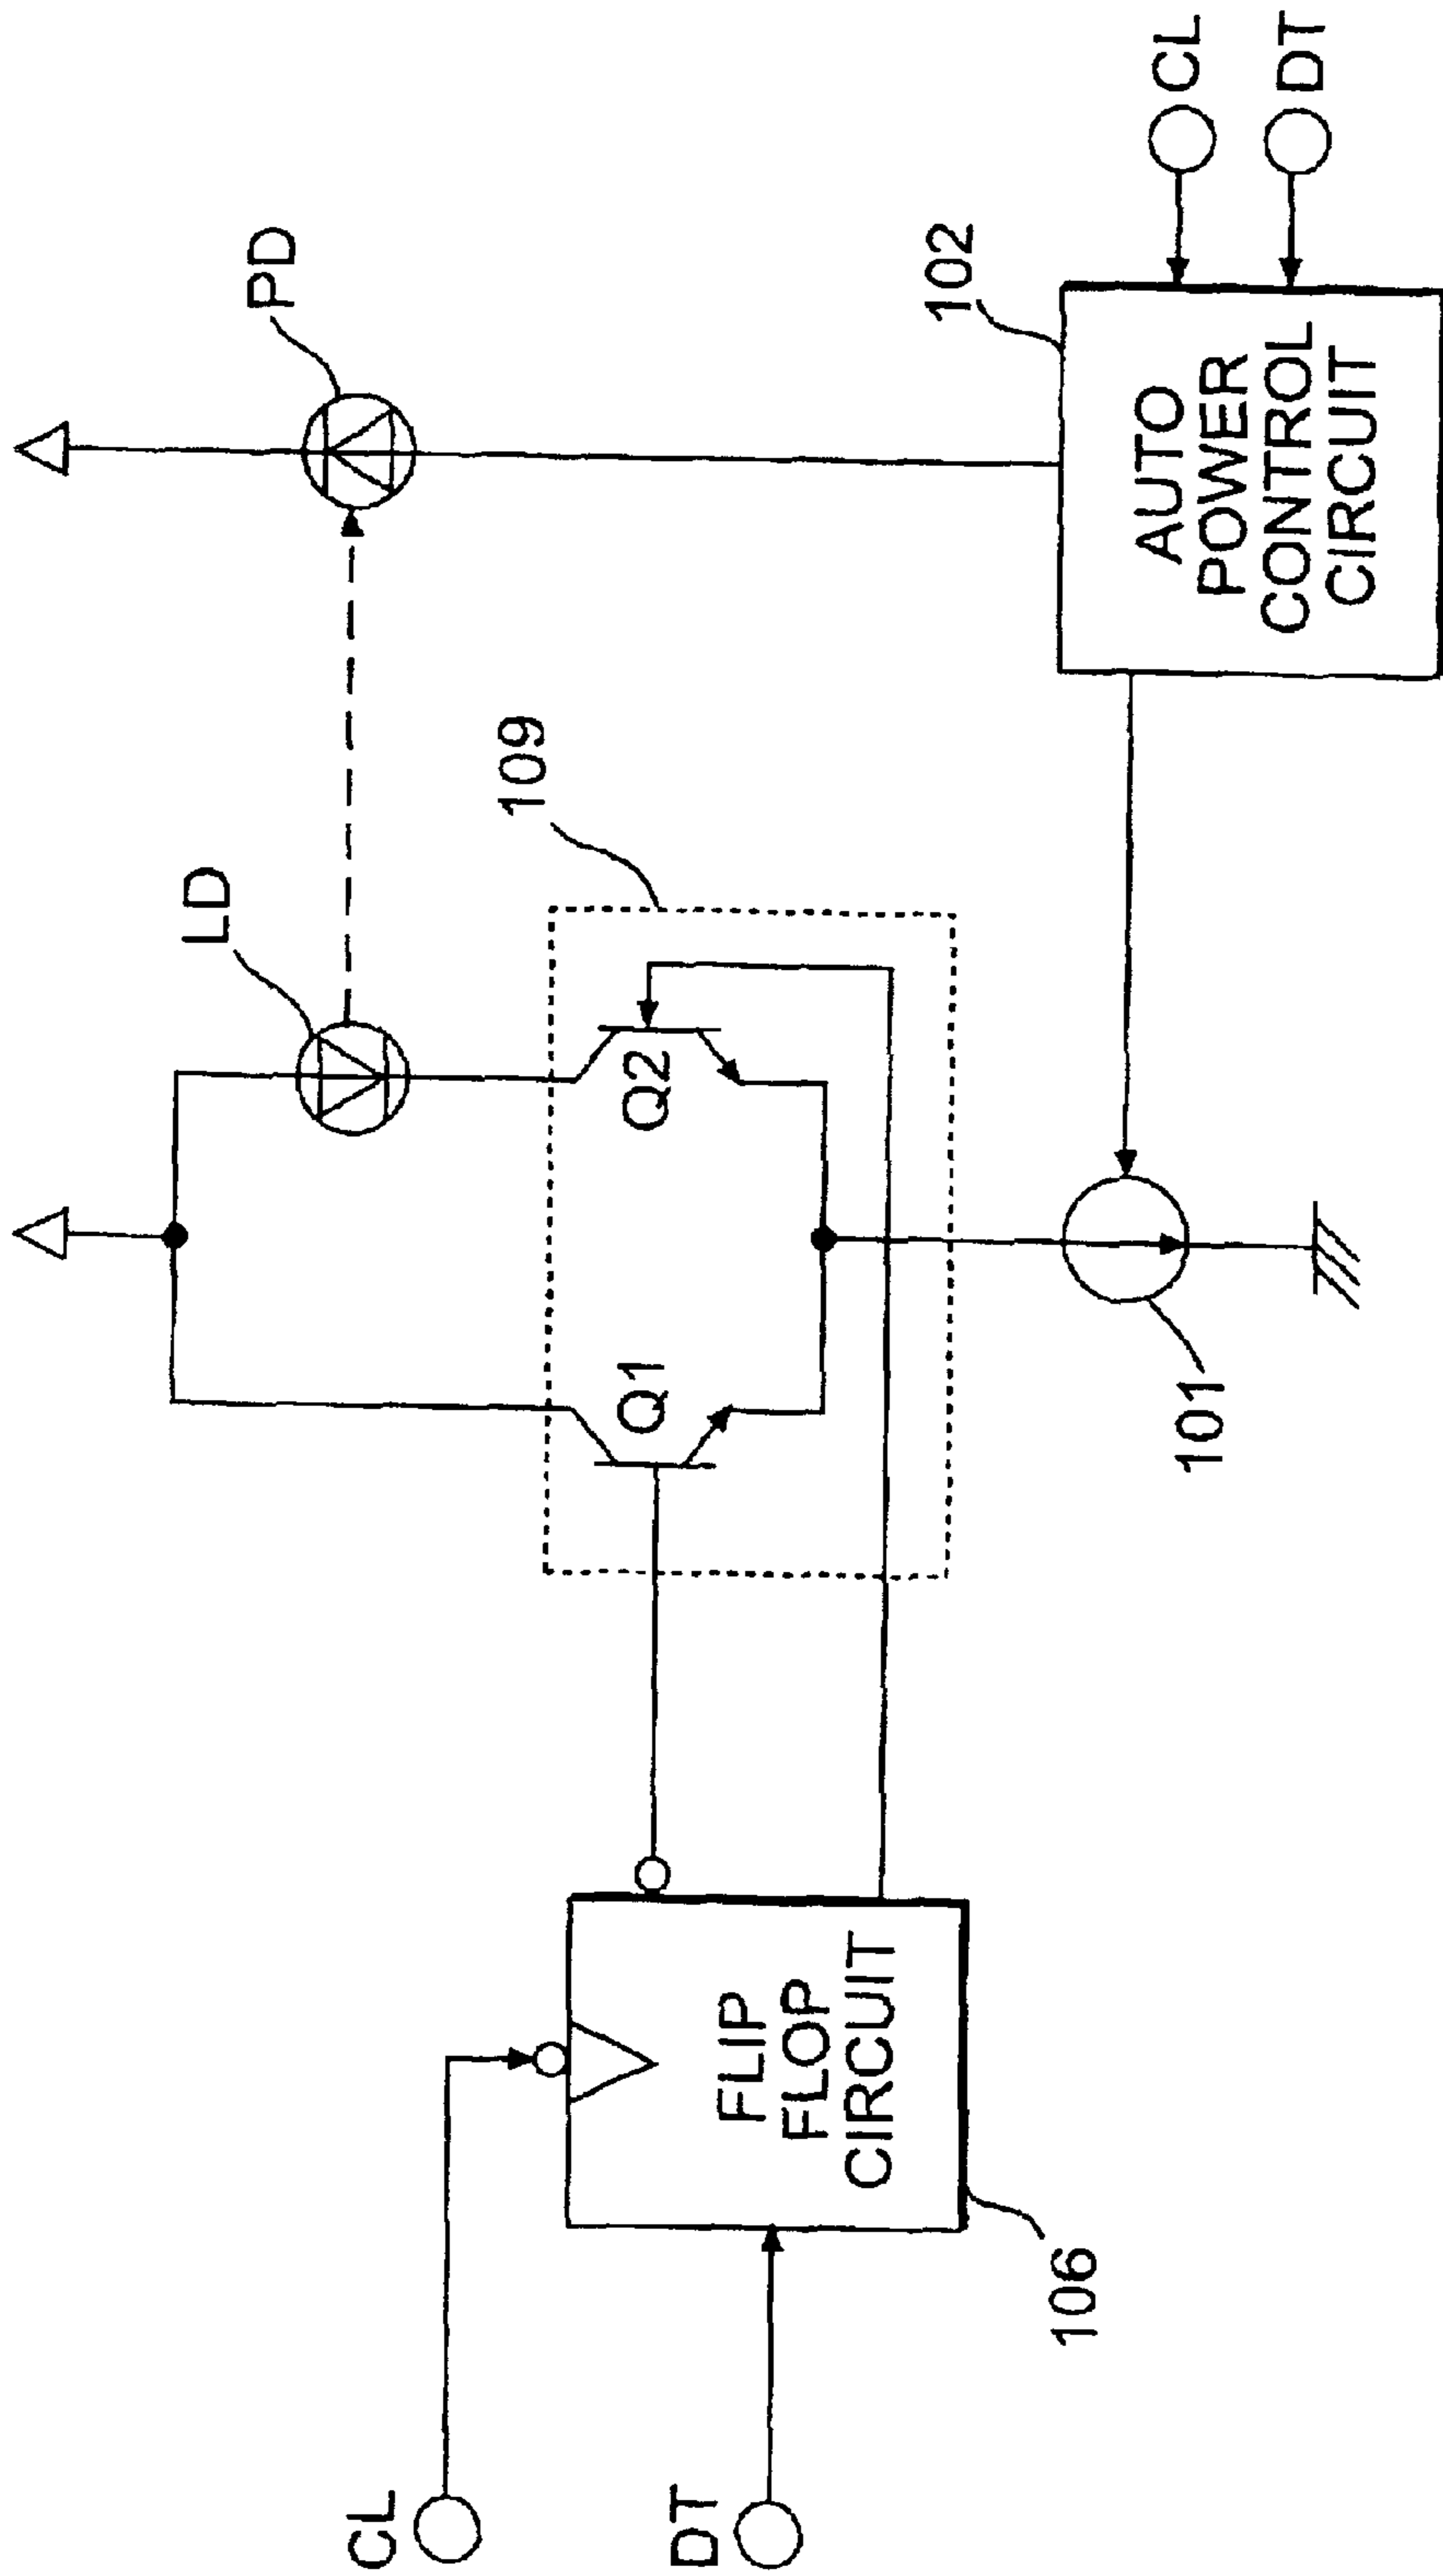 CL
DT
FLIP
FLOP
CIRCUIT
106
Q1
Q2
109
LD
PD
101
102
AUTO
POWER
CONTROL
CIRCUIT
CL
DT